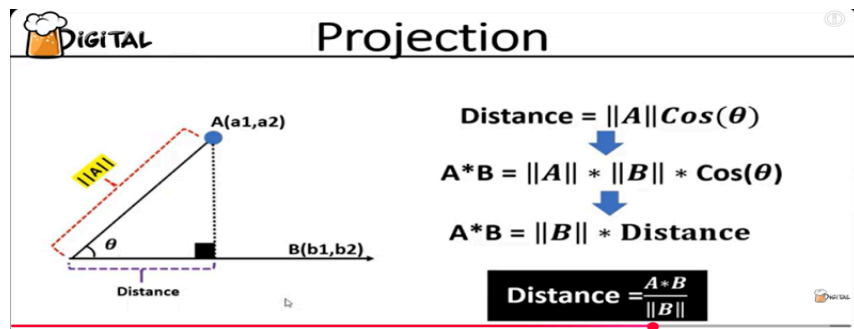 DiGiTAL
Projection
A(a1,a2)
||A||
θ
B(b1,b2)
Distance
Distance = ||A||Cos(θ)
A*B = ||A|| * ||B|| * Cos(θ)
A*B = ||B|| * Distance
Distance = A*B / ||B||
DiGiTAL